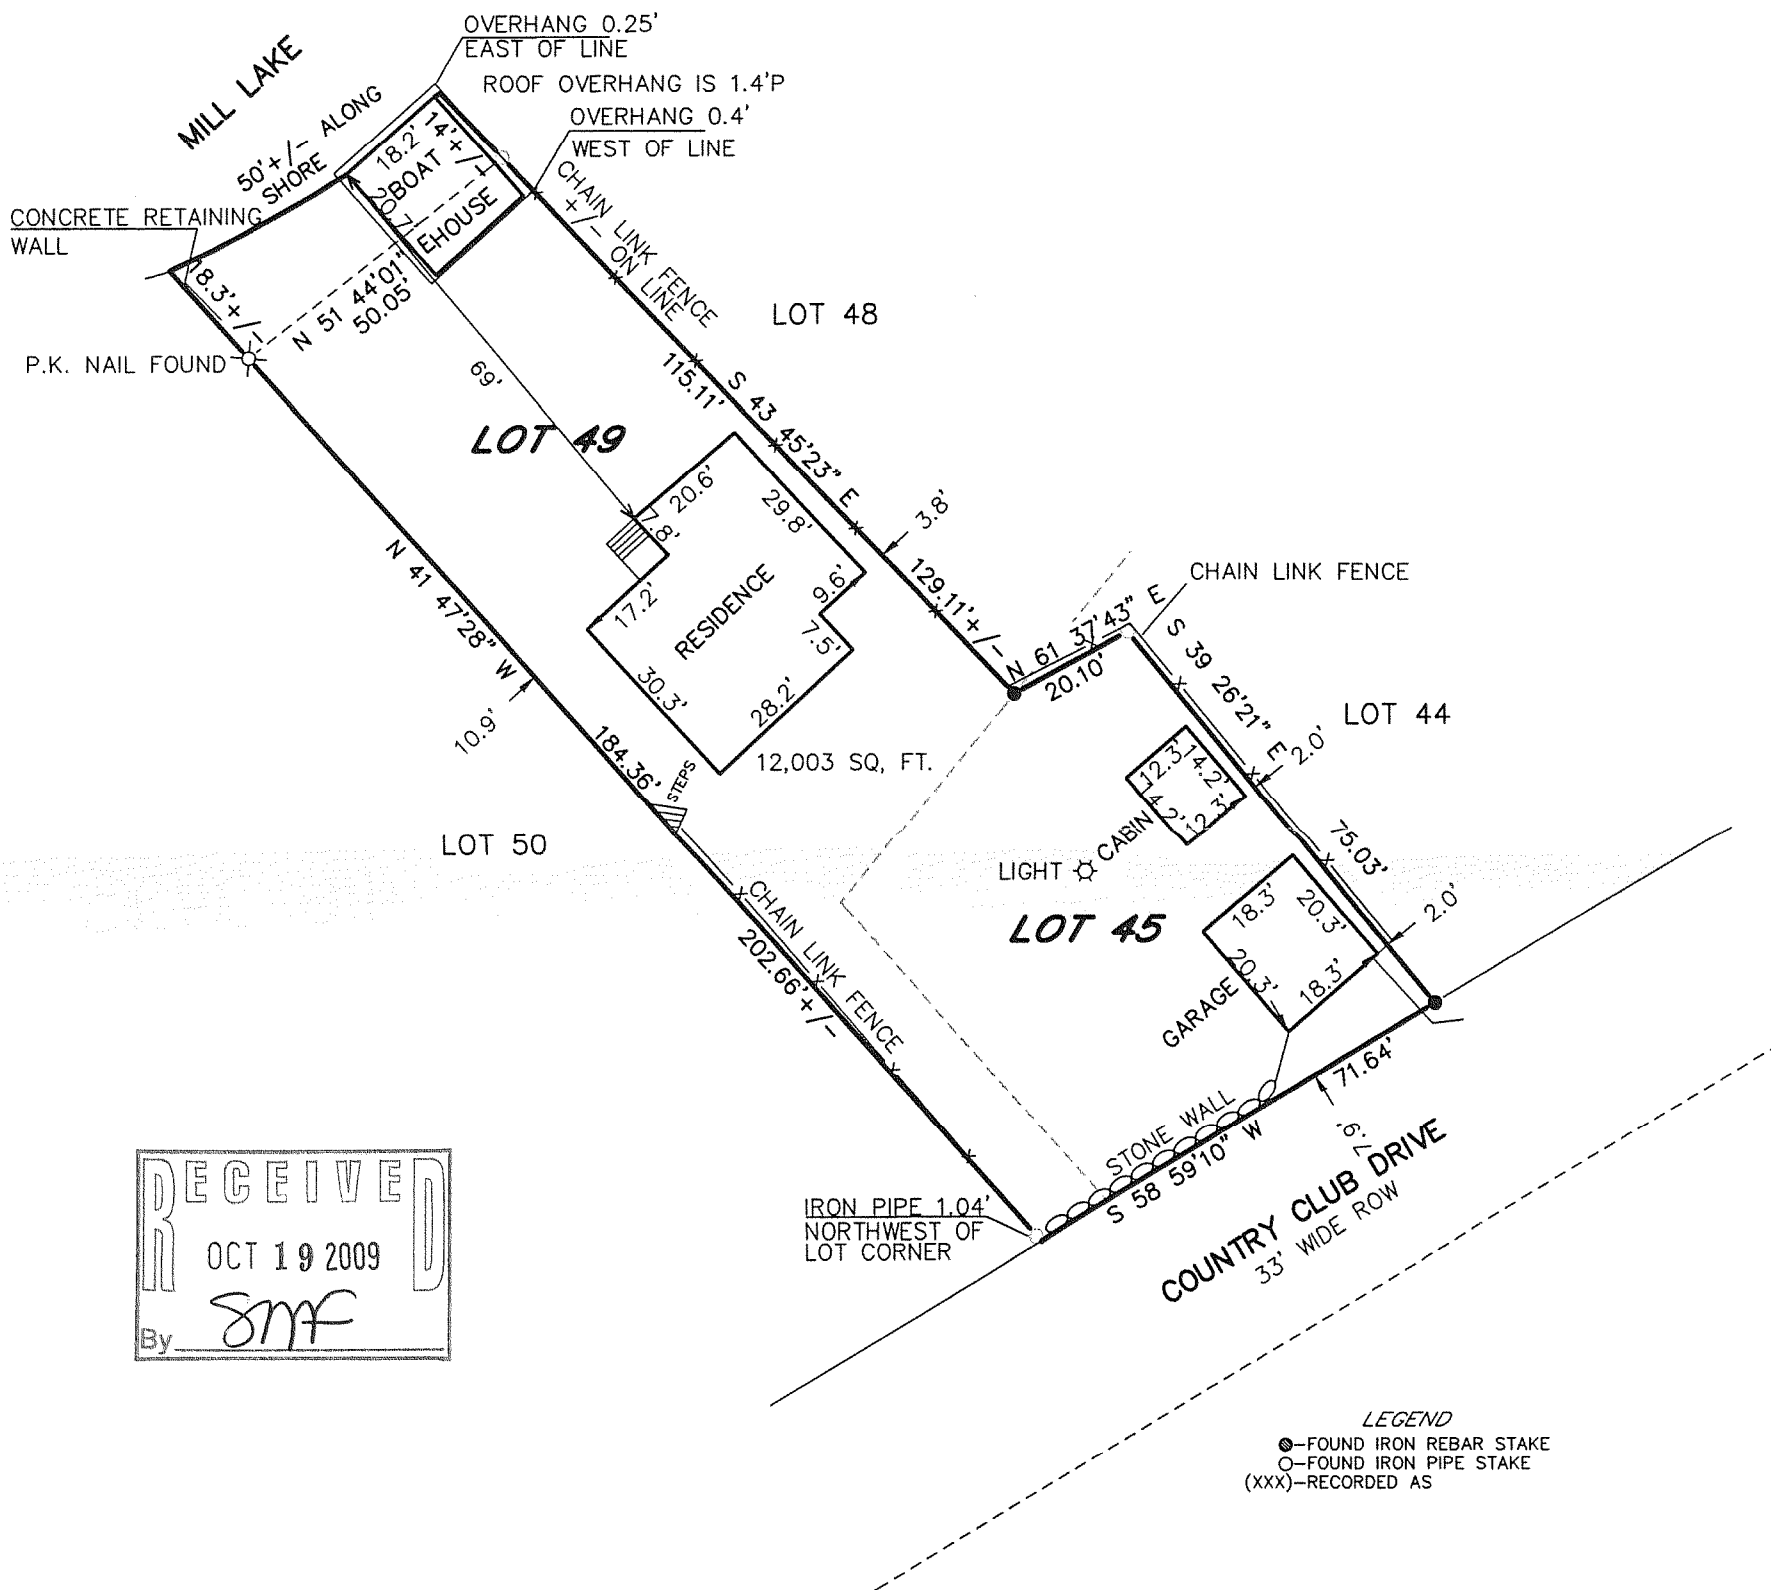 OVERHANG 0.25'
EAST OF LINE
ROOF OVERHANG IS 1.4'P
OVERHANG 0.4'
WEST OF LINE
MILL LAKE
50'+/- ALONG
SHORE
CONCRETE RETAINING
WALL
18.2'
14'+/-
20.7'
BOAT
EHOUSE
18.3'+/-
N 51 44'01"
50.05'
P.K. NAIL FOUND
CHAIN LINK FENCE
+/- ON
LINE
LOT 48
115.11'
S 43 45'23" E
69'
LOT 49
20.6'
7.8'
29.8'
3.8'
129.11'+/-
17.2'
RESIDENCE
9.6'
7.5'
30.3'
28.2'
N 41 47'28" W
10.9'
184.36'
STEPS
12,003 SQ, FT.
CHAIN LINK FENCE
N 61 37'43" E
20.10'
S 39 26'21" E
LOT 44
2.0'
12.3'
14.2'
14.2'
12.3'
CABIN
LIGHT
75.03'
LOT 50
LOT 45
18.3'
20.3'
2.0'
20.3'
18.3'
GARAGE
CHAIN LINK FENCE
202.66'+/-
71.64'
7.9'
STONE WALL
S 58 59'10" W
IRON PIPE 1.04'
NORTHWEST OF
LOT CORNER
COUNTRY CLUB DRIVE
33' WIDE ROW
RECEIVED
OCT 19 2009
By SMF
LEGEND
-FOUND IRON REBAR STAKE
-FOUND IRON PIPE STAKE
(XXX)-RECORDED AS